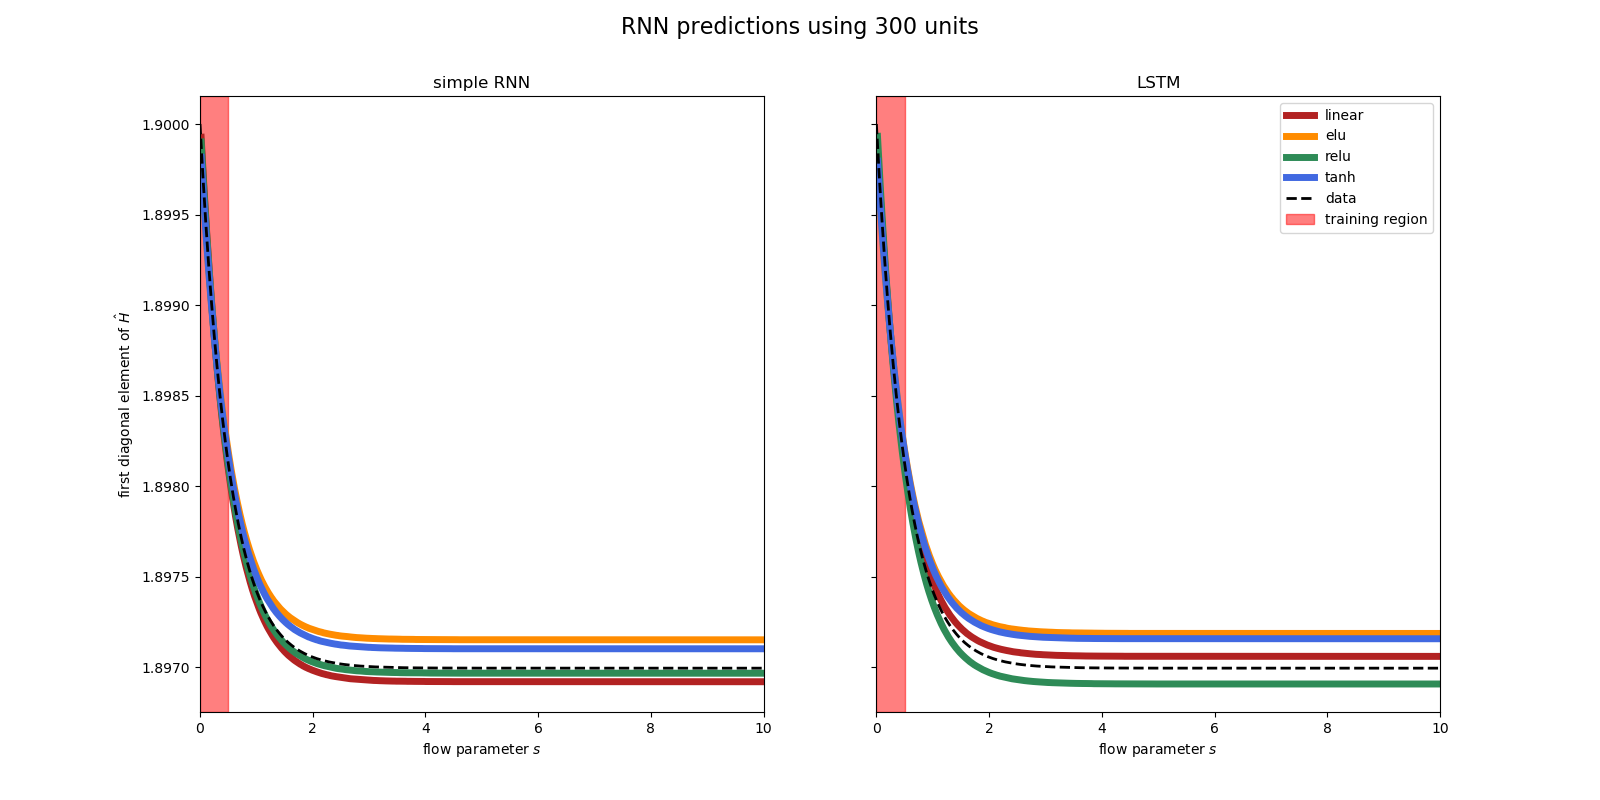 RNN predictions using 300 units
simple RNN
1.9000
1.8995
1.8990
1.8985
1.8980
1.8975
1.8970
first diagonal element of Ĥ
0 2 4 6 8 10
flow parameter s
LSTM
linear
elu
relu
tanh
data
training region
0 2 4 6 8 10
flow parameter s